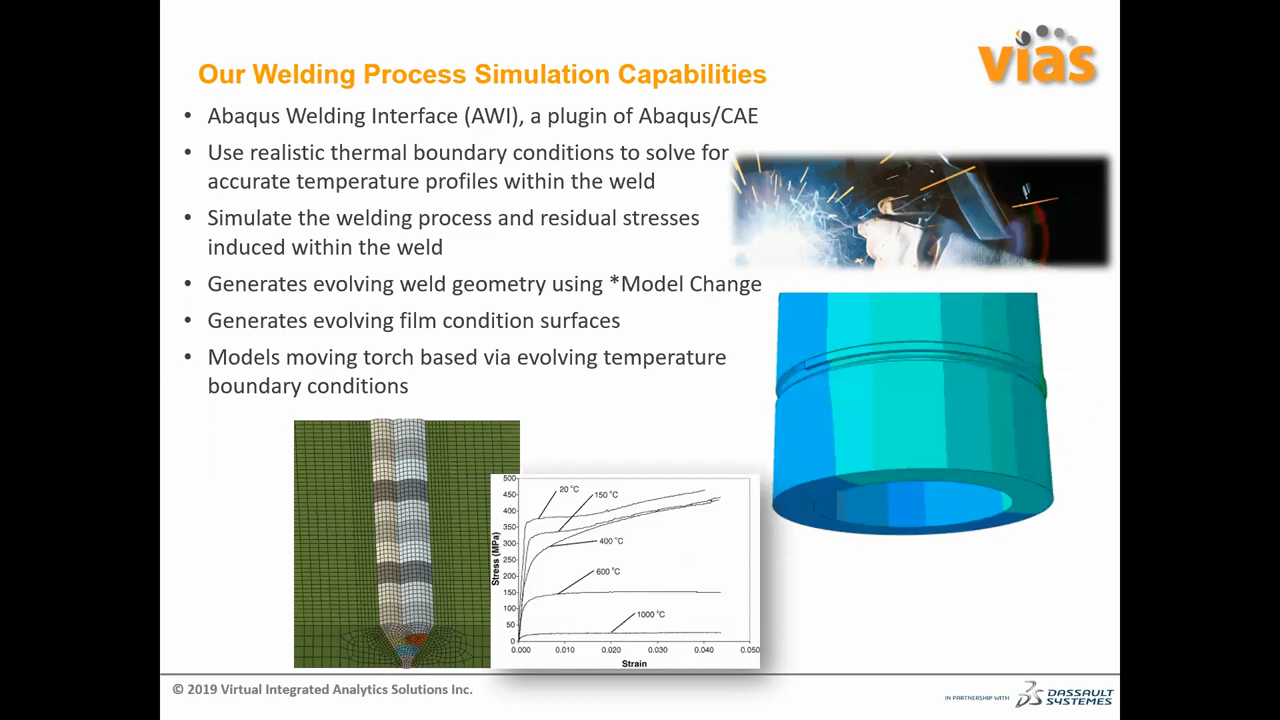 vias
Our Welding Process Simulation Capabilities
• Abaqus Welding Interface (AWI), a plugin of Abaqus/CAE
• Use realistic thermal boundary conditions to solve for
accurate temperature profiles within the weld
• Simulate the welding process and residual stresses
induced within the weld
• Generates evolving weld geometry using *Model Change
• Generates evolving film condition surfaces
• Models moving torch based via evolving temperature
boundary conditions
500
450
400
350
300
250
200
150
100
50
0
Stress (MPa)
20 °C
150 °C
400 °C
600 °C
1000 °C
0.000 0.010 0.020 0.030 0.040 0.050
Strain
© 2019 Virtual Integrated Analytics Solutions Inc.
IN PARTNERSHIP WITH
DASSAULT
SYSTEMES